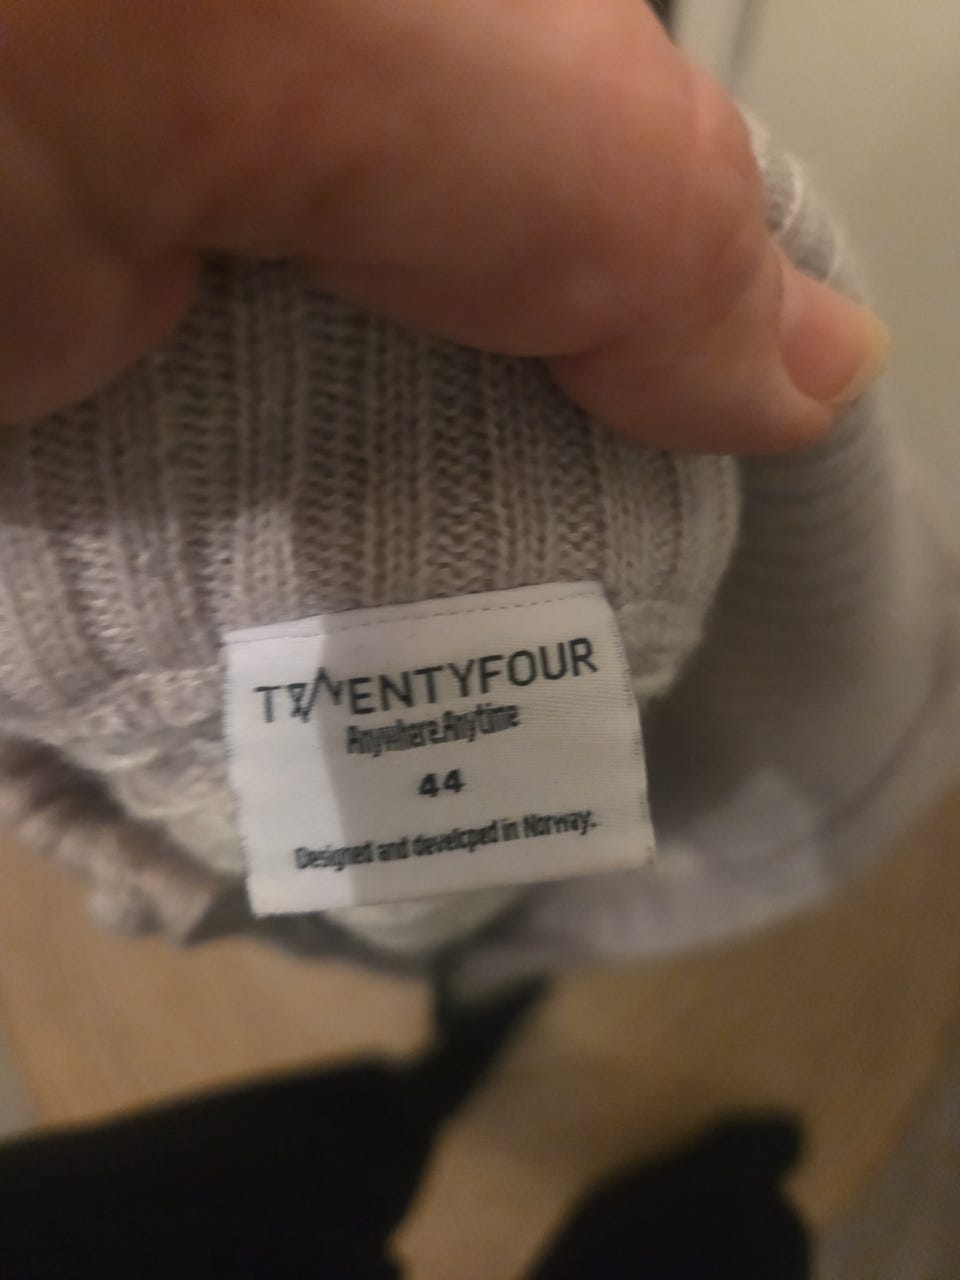 TWENTYFOUR
Anywhere.Anytime
44
Designed and developed in Norway.